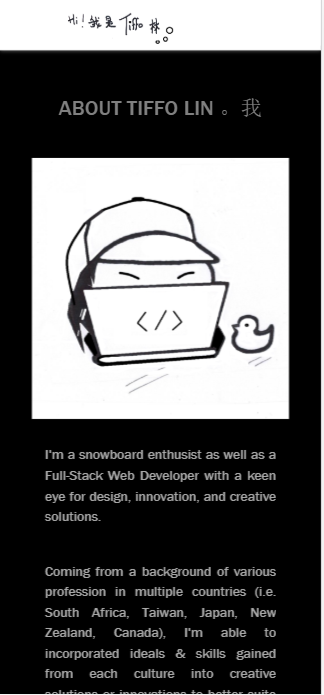 Hi! 我是 Tiffo 林
ABOUT TIFFO LIN 。我
</>
I'm a snowboard enthusist as well as a
Full-Stack Web Developer with a keen
eye for design, innovation, and creative
solutions.
Coming from a background of various
profession in multiple countries (i.e.
South Africa, Taiwan, Japan, New
Zealand, Canada), I'm able to
incorporated ideals & skills gained
from each culture into creative
solutions or innovations to better suite